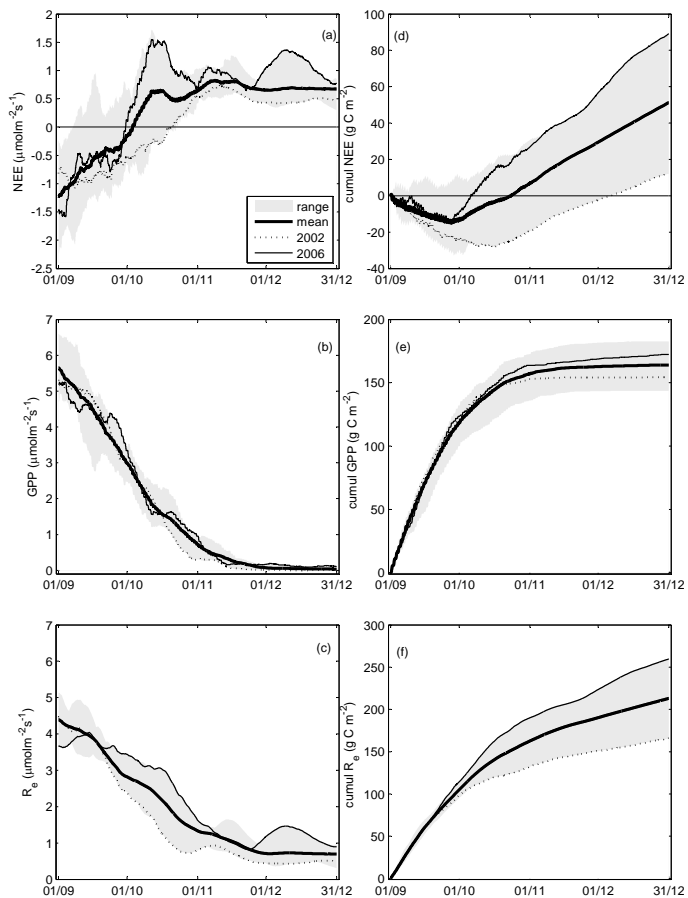 (a)
NEE (μmolm-2s-1)
2
1.5
1
0.5
0
-0.5
-1
-1.5
-2
-2.5
01/09 01/10 01/11 01/12 31/12
range
mean
2002
2006
(d)
cumul NEE (g C m-2)
100
80
60
40
20
0
-20
-40
01/09 01/10 01/11 01/12 31/12
(b)
GPP (μmolm-2s-1)
7
6
5
4
3
2
1
0
01/09 01/10 01/11 01/12 31/12
(e)
cumul GPP (g C m-2)
200
150
100
50
0
01/09 01/10 01/11 01/12 31/12
(c)
Re (μmolm-2s-1)
7
6
5
4
3
2
1
0
01/09 01/10 01/11 01/12 31/12
(f)
cumul Re (g C m-2)
300
250
200
150
100
50
0
01/09 01/10 01/11 01/12 31/12